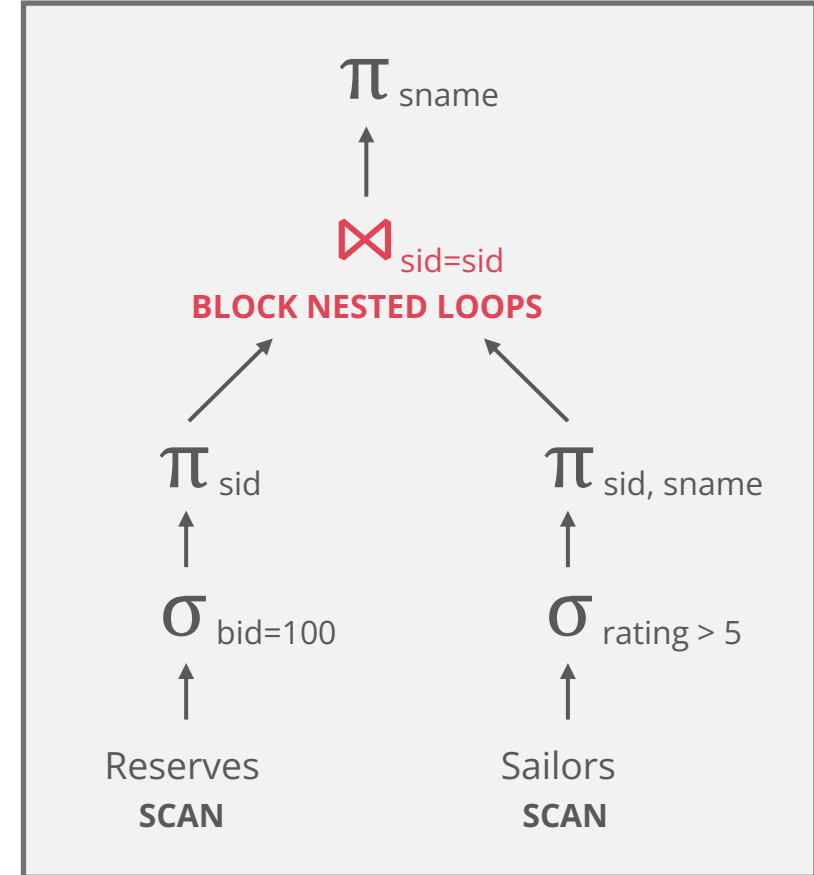 π sname
⋈ sid=sid
BLOCK NESTED LOOPS
π sid
π sid, sname
σ bid=100
σ rating > 5
Reserves
Sailors
SCAN
SCAN